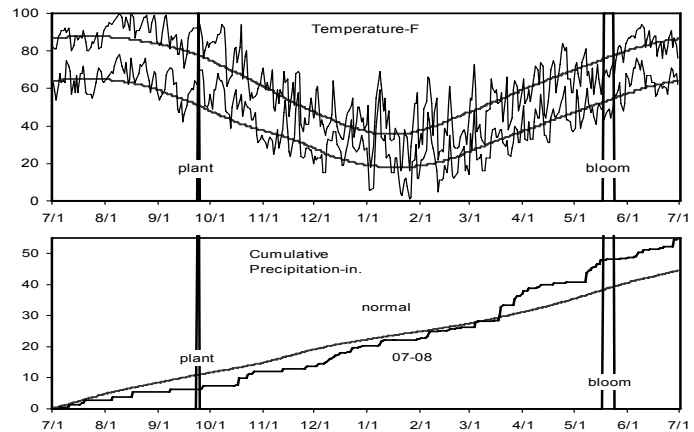 100
Temperature-F
80
60
40
20
plant
bloom
0
7/1 8/1 9/1 10/1 11/1 12/1 1/1 2/1 3/1 4/1 5/1 6/1 7/1
50
Cumulative
Precipitation-in.
40
normal
30
20
plant
07-08
10
bloom
0
7/1 8/1 9/1 10/1 11/1 12/1 1/1 2/1 3/1 4/1 5/1 6/1 7/1